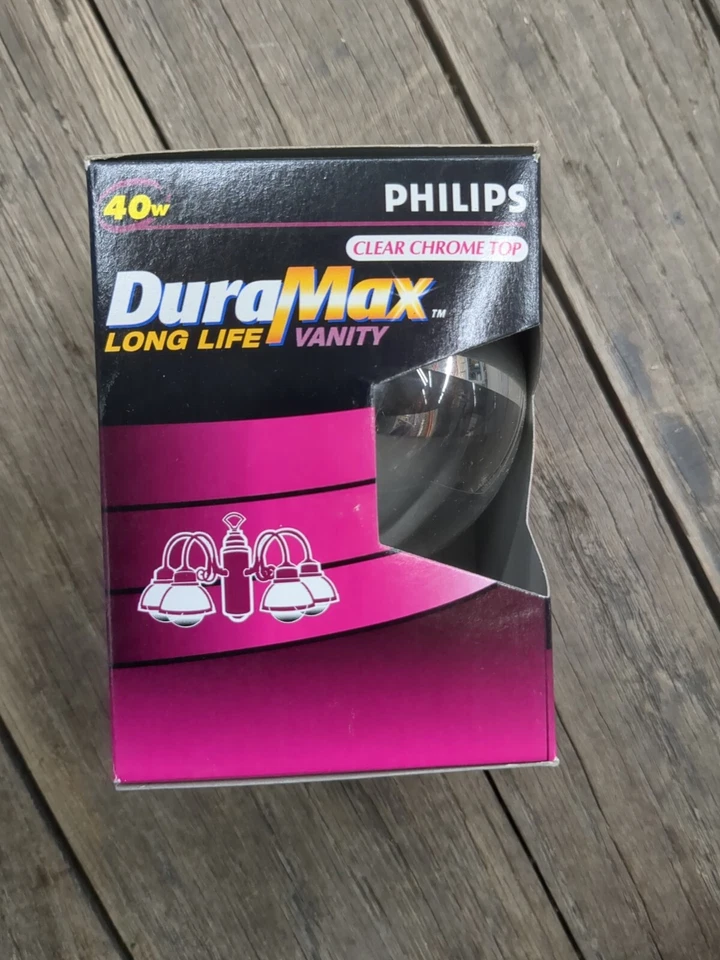 40w
PHILIPS
CLEAR CHROME TOP
DuraMax™
LONG LIFE VANITY